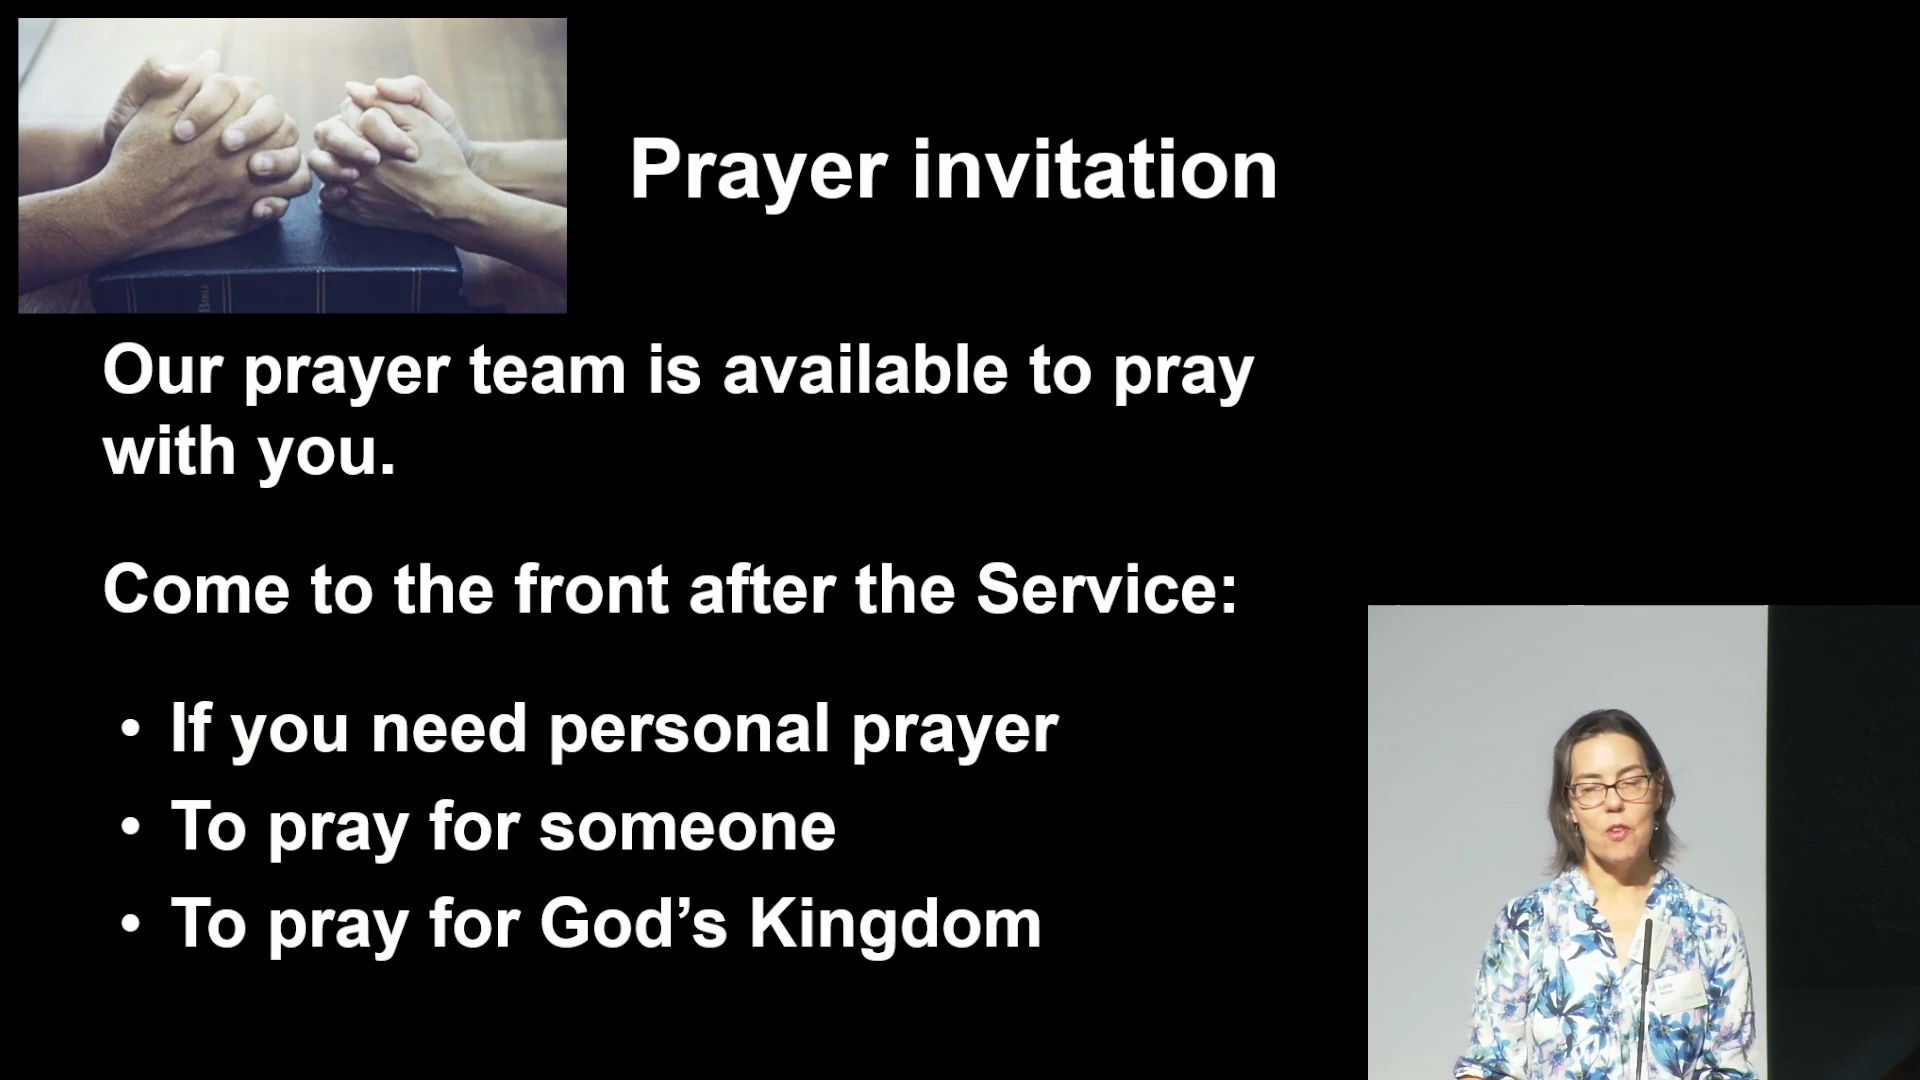 Prayer invitation
Our prayer team is available to pray
with you.
Come to the front after the Service:
• If you need personal prayer
• To pray for someone
• To pray for God’s Kingdom